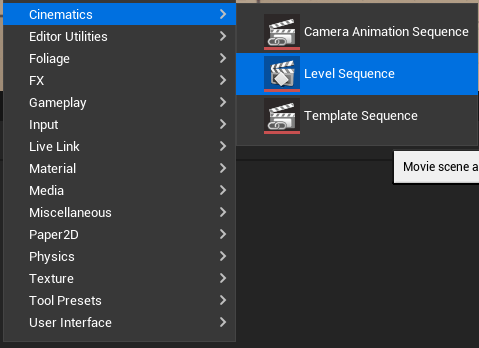 Cinematics
Editor Utilities
Foliage
FX
Gameplay
Input
Live Link
Material
Media
Miscellaneous
Paper2D
Physics
Texture
Tool Presets
User Interface
Camera Animation Sequence
Level Sequence
Template Sequence
Movie scene a